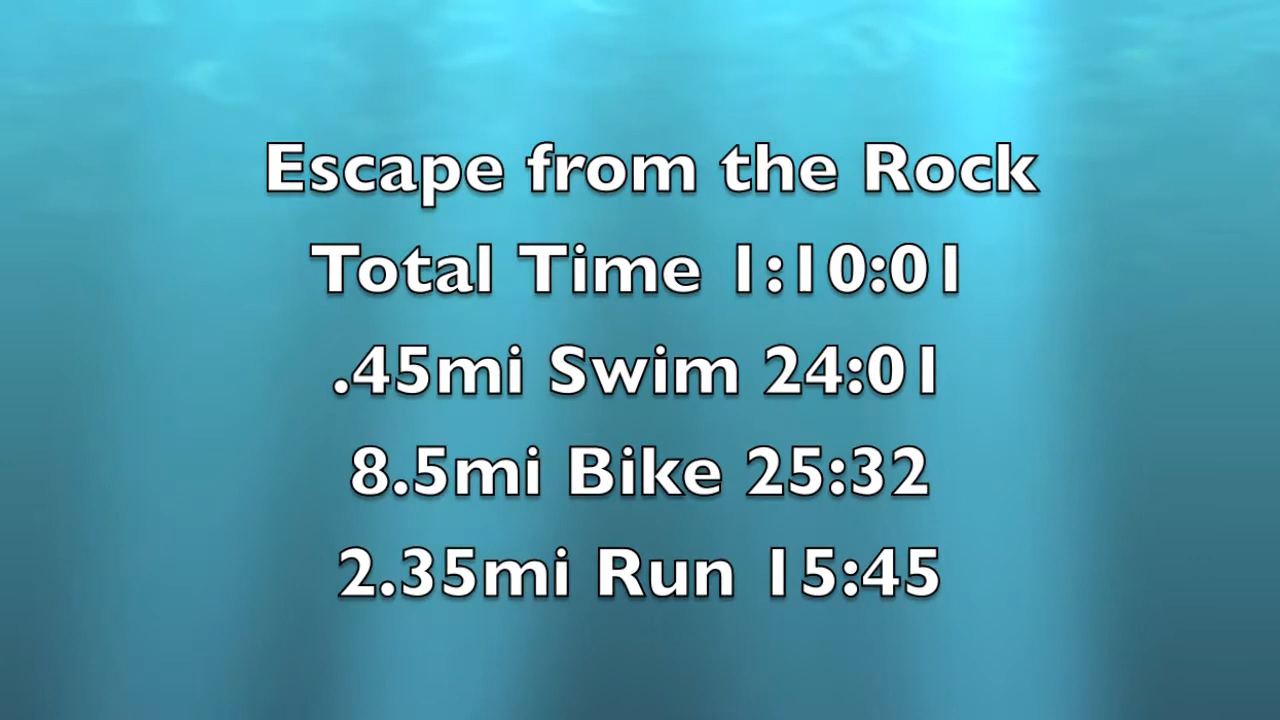 Escape from the Rock
Total Time 1:10:01
.45mi Swim 24:01
8.5mi Bike 25:32
2.35mi Run 15:45